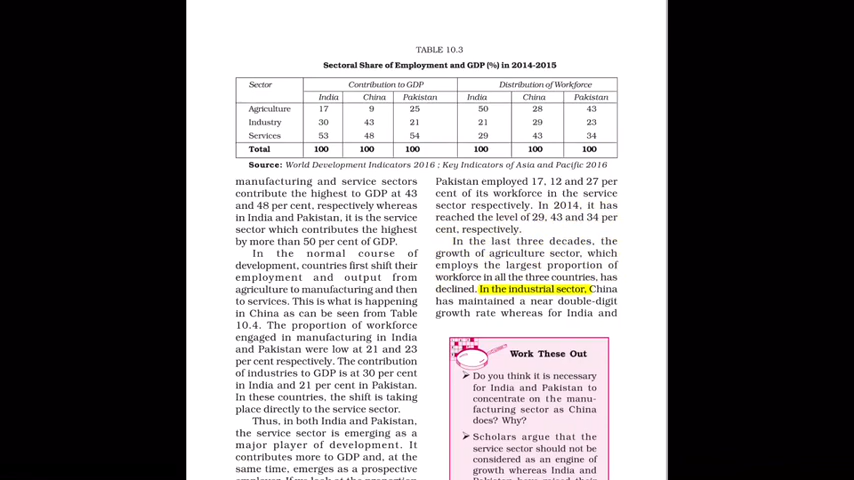 TABLE 10.3
Sectoral Share of Employment and GDP (%) in 2014-2015
Sector Contribution to GDP Distribution of Workforce
India China Pakistan India China Pakistan
Agriculture 17 9 25 50 28 43
Industry 30 43 21 21 29 23
Services 53 48 54 29 43 34
Total 100 100 100 100 100 100
Source: World Development Indicators 2016 ; Key Indicators of Asia and Pacific 2016
manufacturing and service sectors
contribute the highest to GDP at 43
and 48 per cent, respectively whereas
in India and Pakistan, it is the service
sector which contributes the highest
by more than 50 per cent of GDP.
In the normal course of
development, countries first shift their
employment and output from
agriculture to manufacturing and then
to services. This is what is happening
in China as can be seen from Table
10.4. The proportion of workforce
engaged in manufacturing in India
and Pakistan were low at 21 and 23
per cent respectively. The contribution
of industries to GDP is at 30 per cent
in India and 21 per cent in Pakistan.
In these countries, the shift is taking
place directly to the service sector.
Thus, in both India and Pakistan,
the service sector is emerging as a
major player of development. It
contributes more to GDP and, at the
same time, emerges as a prospective
employer. If we look at the proportion
Pakistan employed 17, 12 and 27 per
cent of its workforce in the service
sector respectively. In 2014, it has
reached the level of 29, 43 and 34 per
cent, respectively.
In the last three decades, the
growth of agriculture sector, which
employs the largest proportion of
workforce in all the three countries, has
declined. In the industrial sector, China
has maintained a near double-digit
growth rate whereas for India and
Work These Out
➢ Do you think it is necessary
for India and Pakistan to
concentrate on the manu-
facturing sector as China
does? Why?
➢ Scholars argue that the
service sector should not be
considered as an engine of
growth whereas India and
Pakistan have raised their